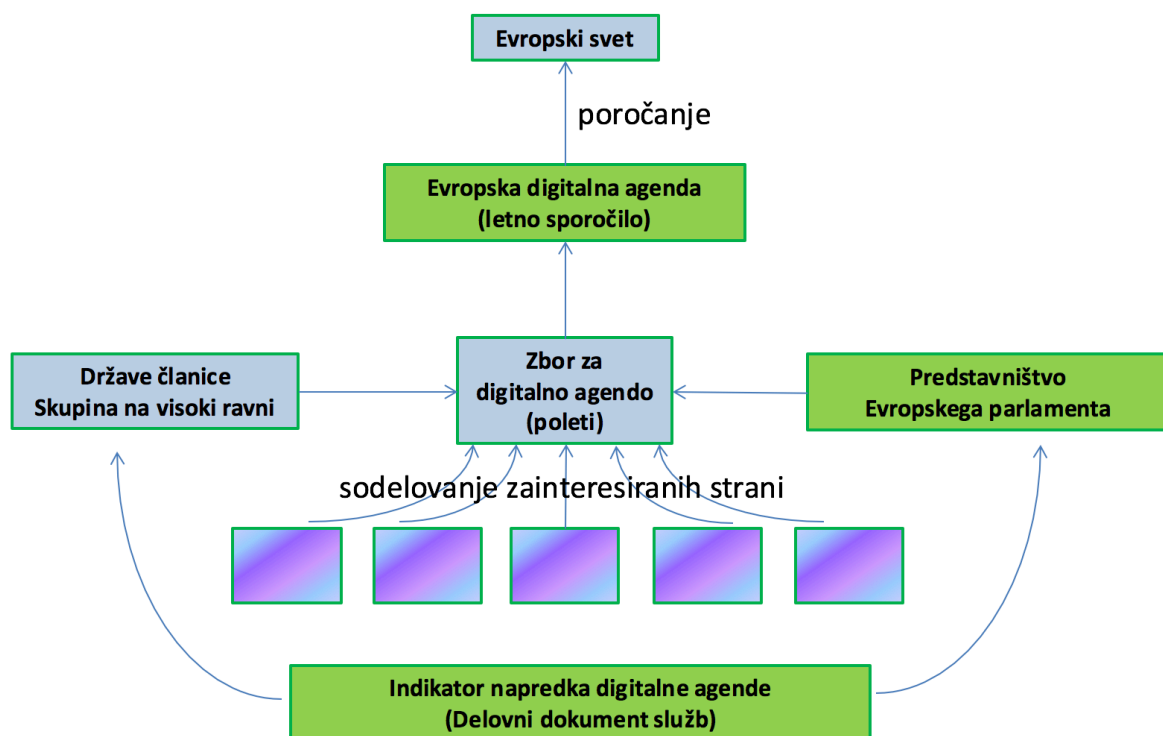 Evropski svet
poročanje
Evropska digitalna agenda
(letno sporočilo)
Države članice
Skupina na visoki ravni
Zbor za
digitalno agendo
(poleti)
Predstavništvo
Evropskega parlamenta
sodelovanje zainteresiranih strani
Indikator napredka digitalne agende
(Delovni dokument služb)